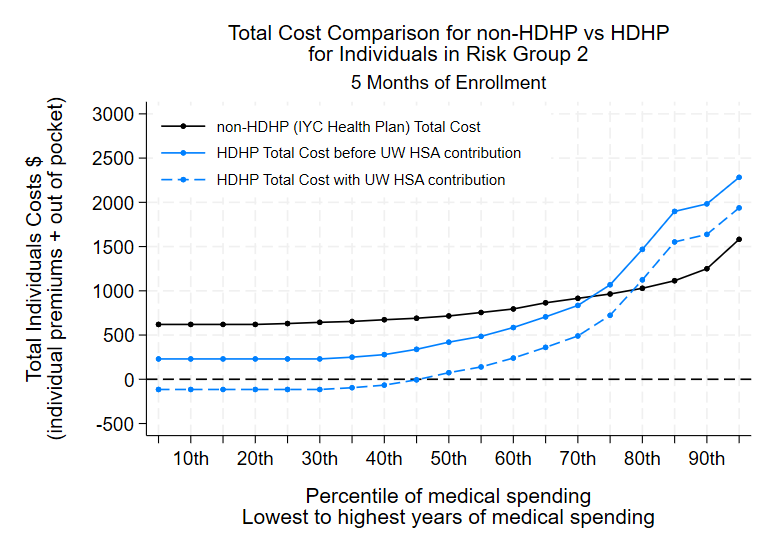 Total Cost Comparison for non-HDHP vs HDHP
for Individuals in Risk Group 2
5 Months of Enrollment
Total Individuals Costs $
(individual premiums + out of pocket)
3000
2500
2000
1500
1000
500
0
-500
non-HDHP (IYC Health Plan) Total Cost
HDHP Total Cost before UW HSA contribution
HDHP Total Cost with UW HSA contribution
10th 20th 30th 40th 50th 60th 70th 80th 90th
Percentile of medical spending
Lowest to highest years of medical spending